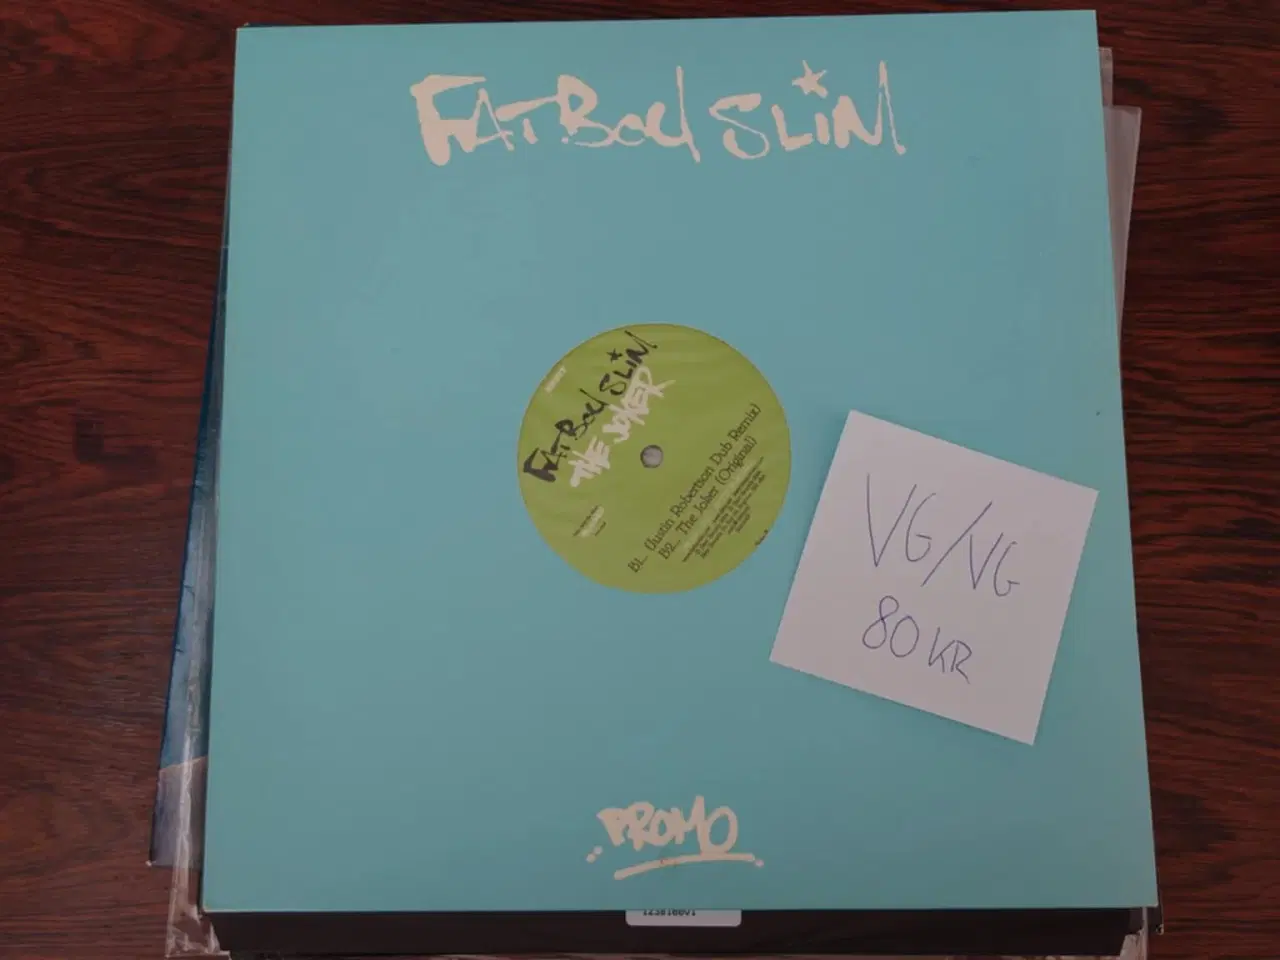 FATBOY SLIM
FATBOY SLIM
THE JOKER
B1... (Justin Robertson Dub Remix)
B2... The Joker (Original)
VG/VG
80 KR
PROMO